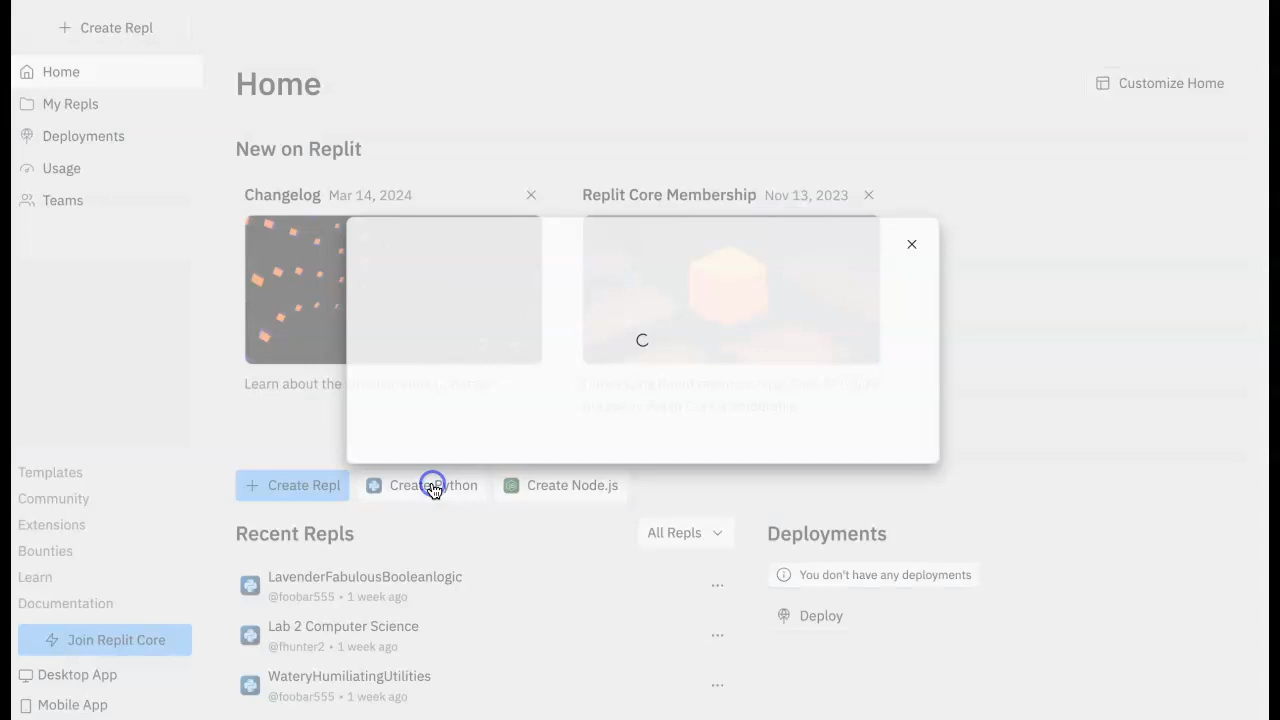 Create Repl
Home
My Repls
Deployments
Usage
Teams
Templates
Community
Extensions
Bounties
Learn
Documentation
Join Replit Core
Desktop App
Mobile App
Home
Customize Home
New on Replit
Changelog Mar 14, 2024
Learn about the
Replit Core Membership Nov 13, 2023
Create Repl
Create Python
Create Node.js
Recent Repls
All Repls
LavenderFabulousBooleanlogic
@foobar555 • 1 week ago
Lab 2 Computer Science
@fhunter2 • 1 week ago
WateryHumiliatingUtilities
@foobar555 • 1 week ago
Deployments
You don't have any deployments
Deploy